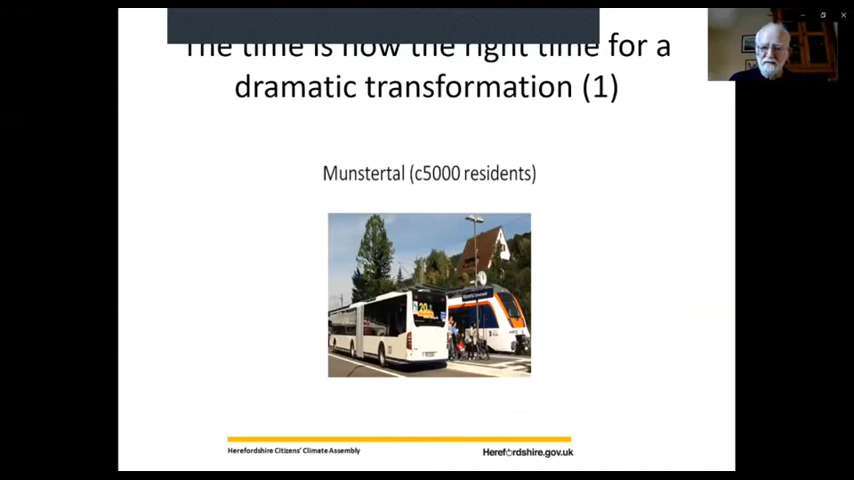 The time is now the right time for a
dramatic transformation (1)
Munstertal (c5000 residents)
20
Herefordshire Citizens' Climate Assembly
Herefordshire.gov.uk